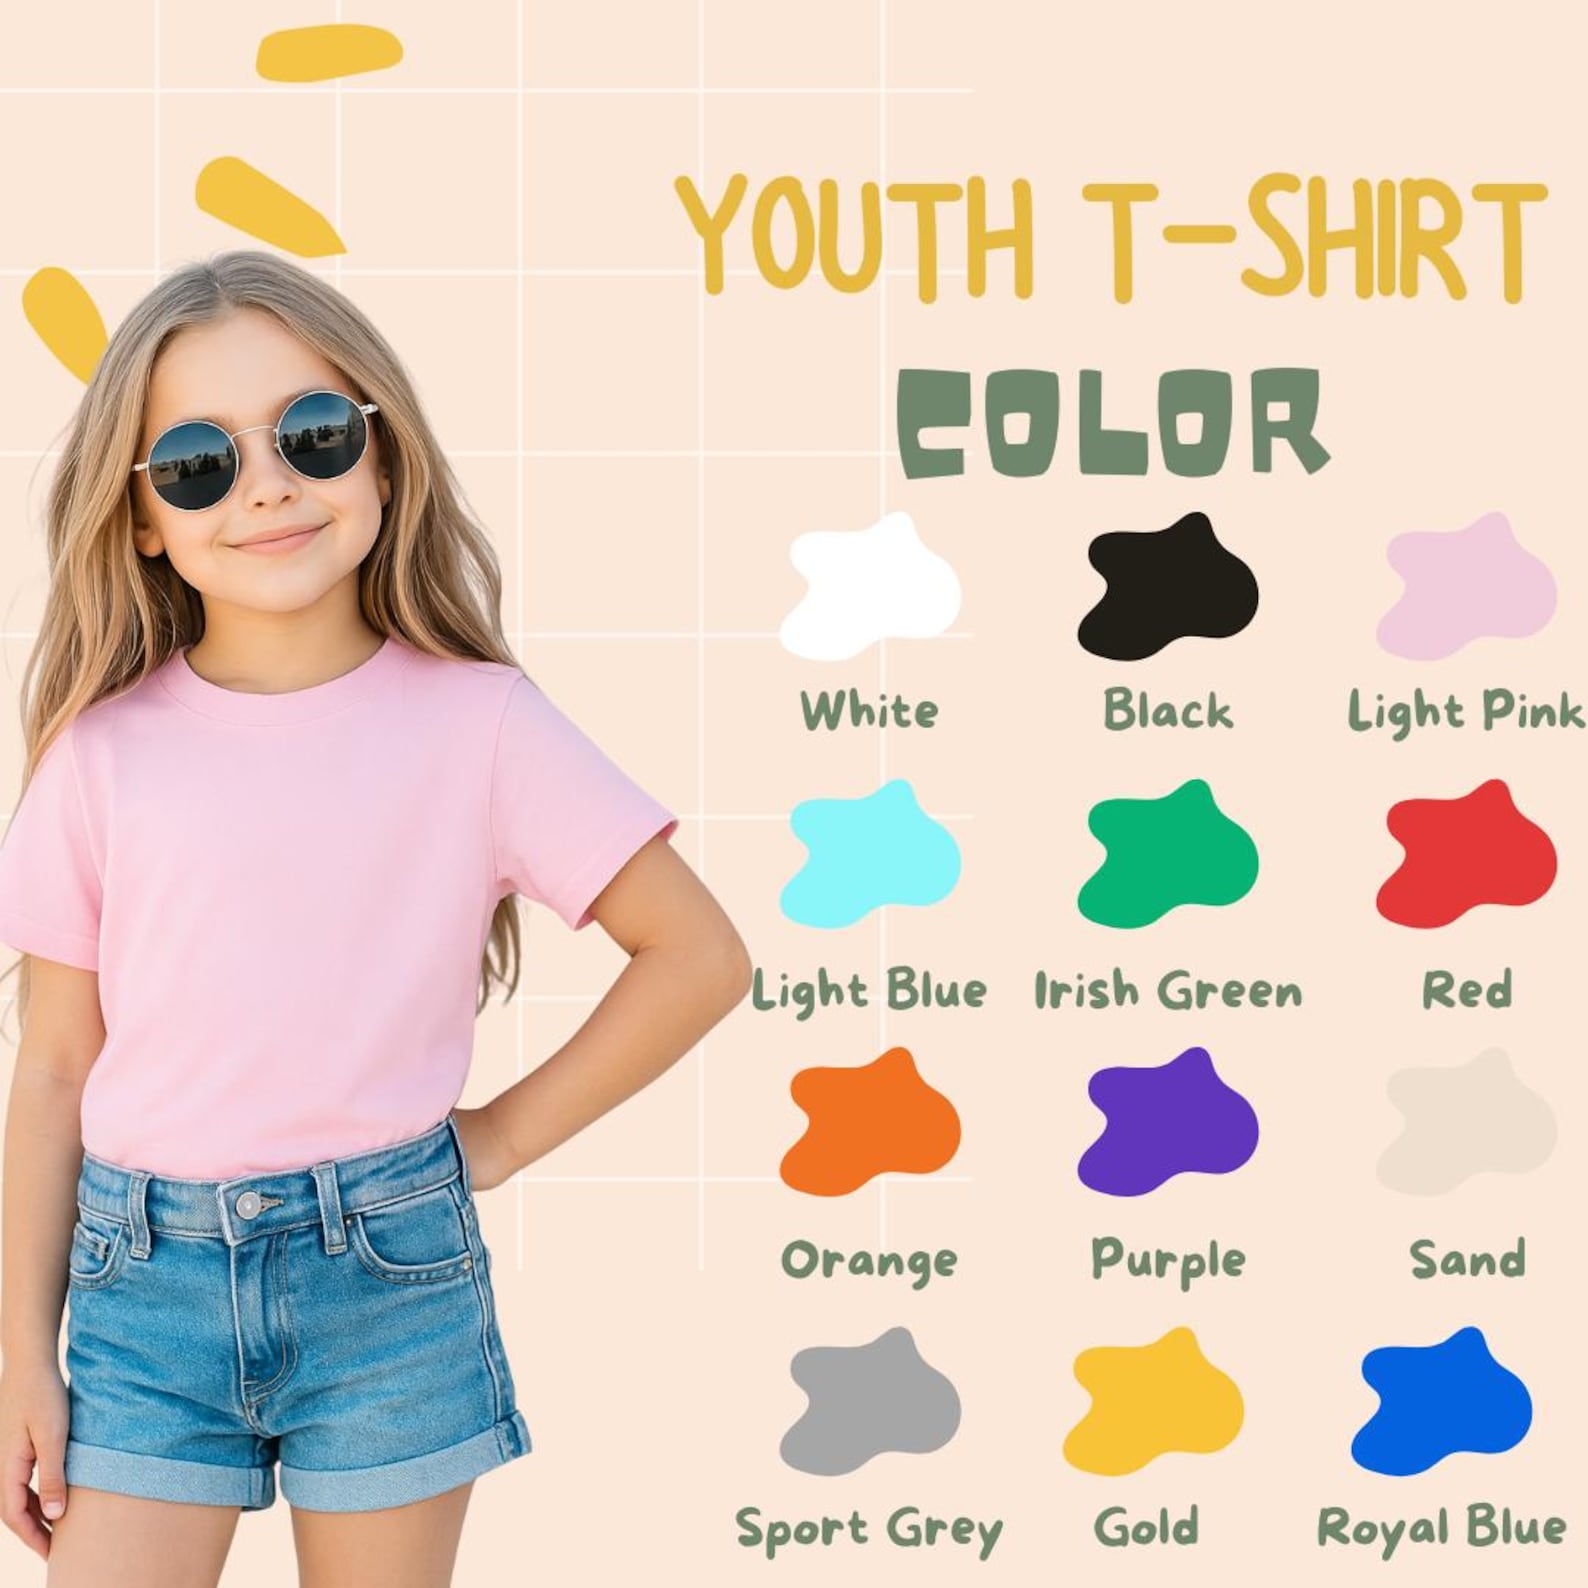 YOUTH T-SHIRT
COLOR
White Black Light Pink
Light Blue Irish Green Red
Orange Purple Sand
Sport Grey Gold Royal Blue